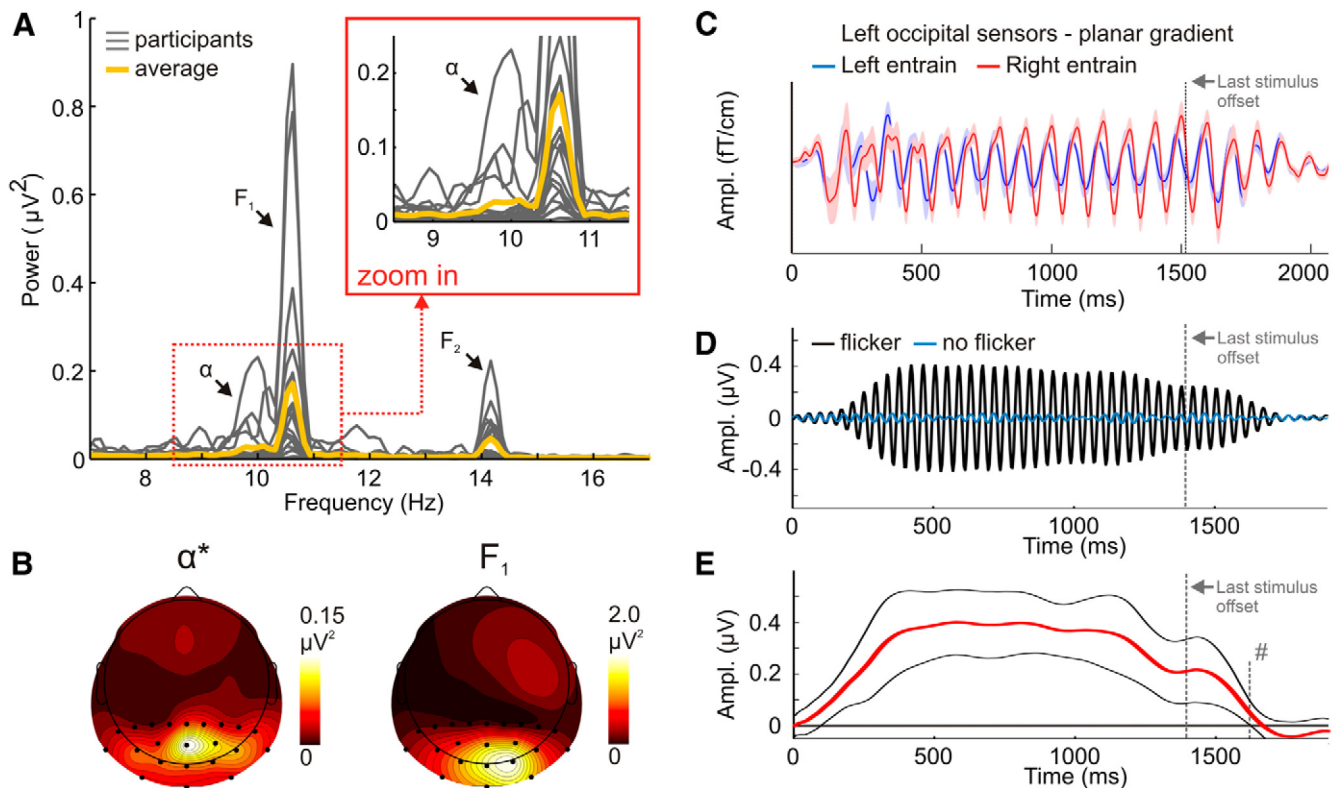 A
participants
average
Power (µV²)
1
0.8
0.6
0.4
0.2
0
8
10
12
14
16
Frequency (Hz)
α
F₁
F₂
0.2
0.1
0
α
9
10
11
zoom in
B
α*
0.15
µV²
0
F₁
2.0
µV²
0
C
Left occipital sensors - planar gradient
Left entrain
Right entrain
Last stimulus
offset
Ampl. (fT/cm)
0
500
1000
1500
2000
Time (ms)
D
flicker
no flicker
Last stimulus
offset
Ampl. (µV)
0.4
0
-0.4
0
500
1000
1500
Time (ms)
E
Last stimulus
offset
#
Ampl. (µV)
0.4
0.2
0
0
500
1000
1500
Time (ms)